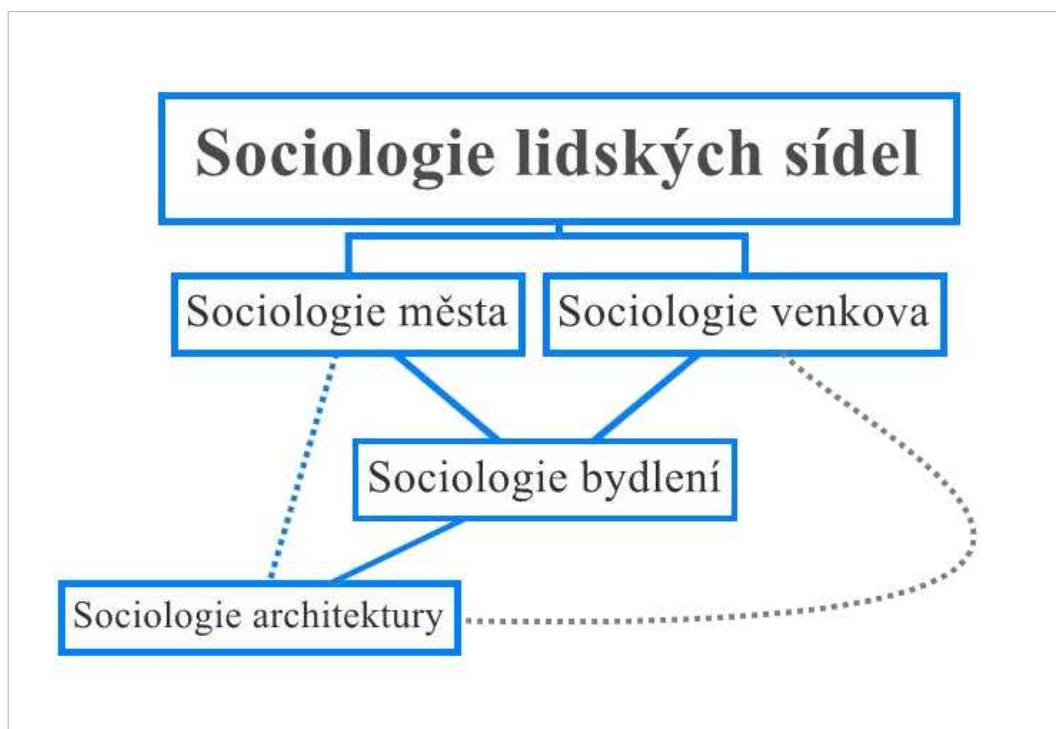 Sociologie lidských sídel
Sociologie města
Sociologie venkova
Sociologie bydlení
Sociologie architektury